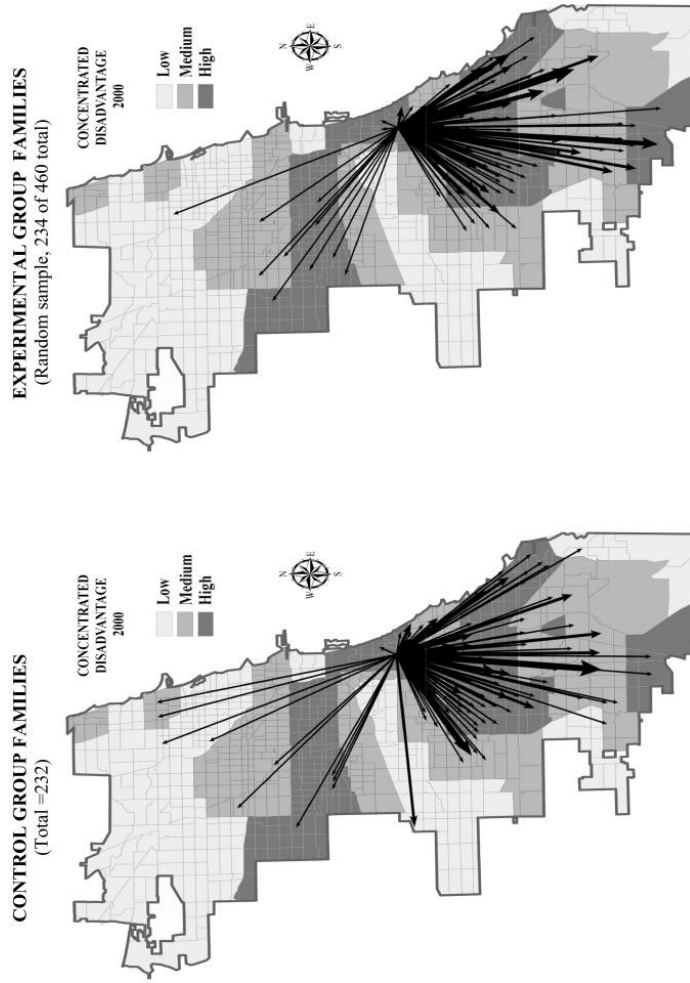 CONTROL GROUP FAMILIES
(Total =232)
CONCENTRATED
DISADVANTAGE
2000
Low
Medium
High
N
W
E
S
EXPERIMENTAL GROUP FAMILIES
(Random sample, 234 of 460 total)
CONCENTRATED
DISADVANTAGE
2000
Low
Medium
High
N
W
E
S